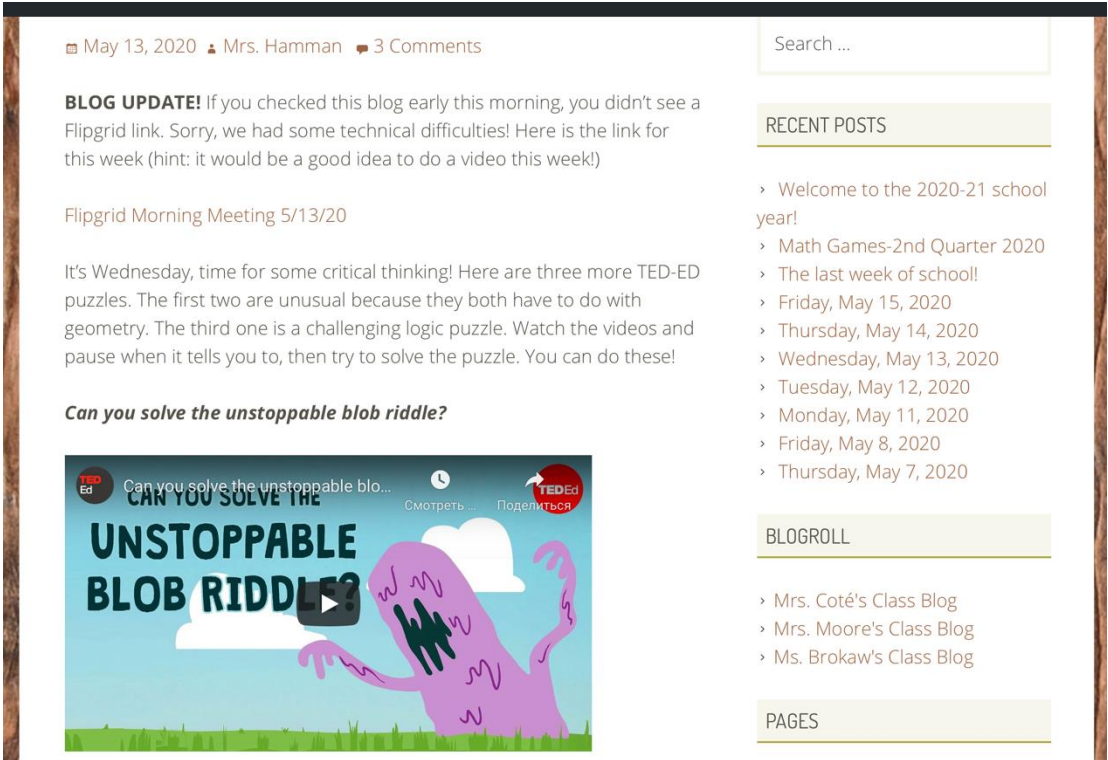 May 13, 2020 Mrs. Hamman 3 Comments
BLOG UPDATE! If you checked this blog early this morning, you didn’t see a
Flipgrid link. Sorry, we had some technical difficulties! Here is the link for
this week (hint: it would be a good idea to do a video this week!)
Flipgrid Morning Meeting 5/13/20
It’s Wednesday, time for some critical thinking! Here are three more TED-ED
puzzles. The first two are unusual because they both have to do with
geometry. The third one is a challenging logic puzzle. Watch the videos and
pause when it tells you to, then try to solve the puzzle. You can do these!
Can you solve the unstoppable blob riddle?
TED
Ed
Can you solve the unstoppable blo...
Смотреть ...
Поделиться
TEDEd
CAN YOU SOLVE THE
UNSTOPPABLE
BLOB RIDDLE?
Search ...
RECENT POSTS
Welcome to the 2020-21 school
year!
Math Games-2nd Quarter 2020
The last week of school!
Friday, May 15, 2020
Thursday, May 14, 2020
Wednesday, May 13, 2020
Tuesday, May 12, 2020
Monday, May 11, 2020
Friday, May 8, 2020
Thursday, May 7, 2020
BLOGROLL
Mrs. Coté's Class Blog
Mrs. Moore's Class Blog
Ms. Brokaw's Class Blog
PAGES